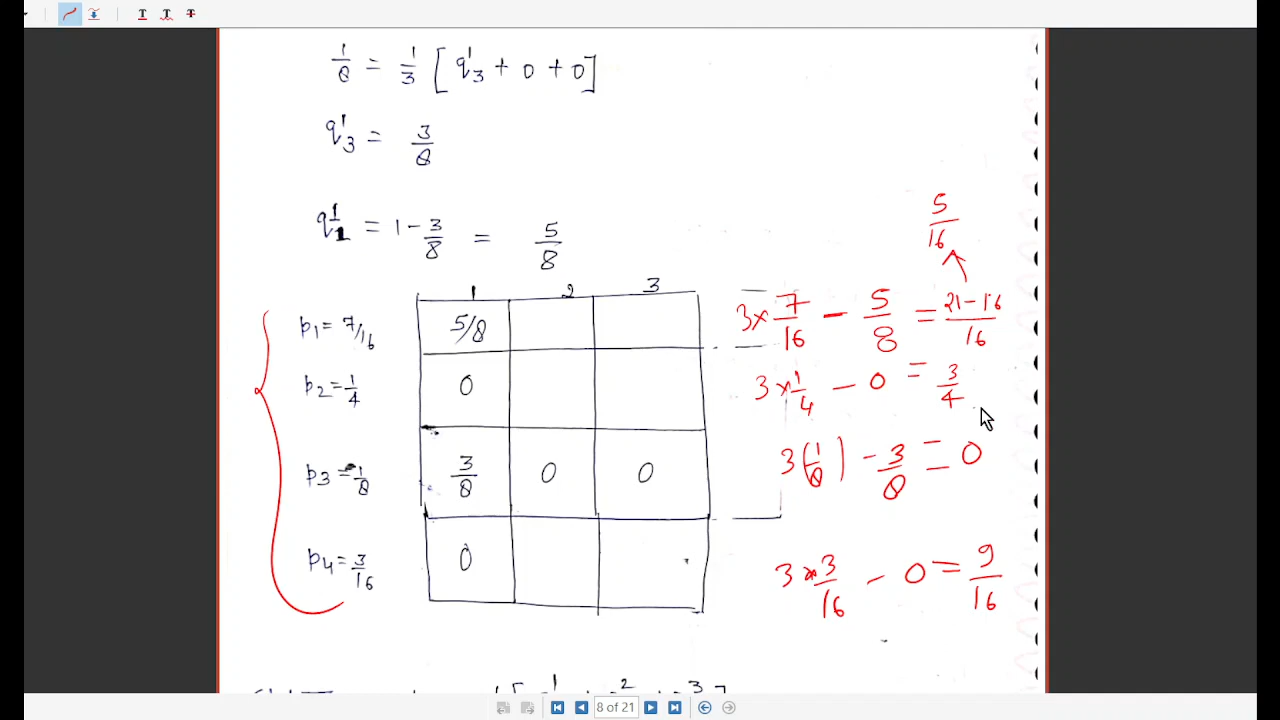 T T T
1/8 = 1/3 [ q¹3 + 0 + 0 ]
q¹3 = 3/8
q¹1 = 1 - 3/8 = 5/8
5/16
1 2 3
p1 = 7/16 5/8 3 × 7/16 - 5/8 = 21-16/16
p2 = 1/4 0 3 × 1/4 - 0 = 3/4
p3 = 1/8 3/8 0 0 3(1/8) - 3/8 = 0
p4 = 3/16 0 3 × 3/16 - 0 = 9/16
8 of 21